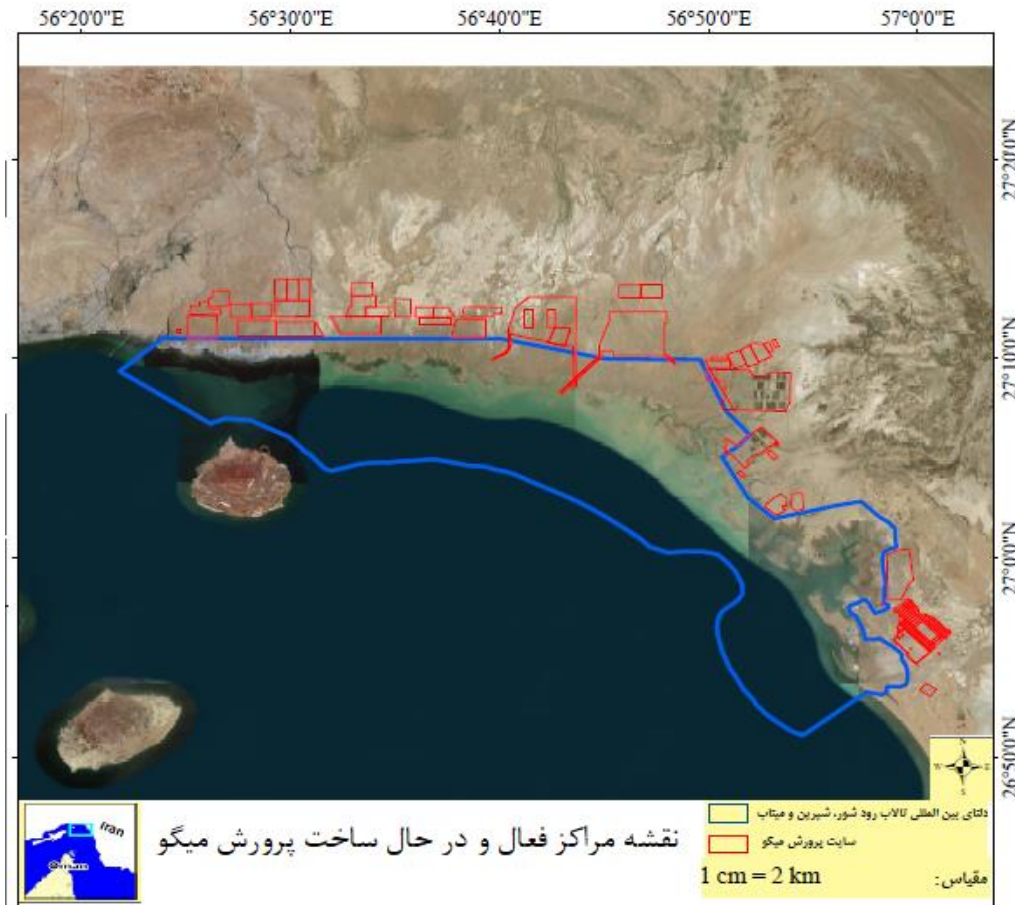 56°20'0"E 56°30'0"E 56°40'0"E 56°50'0"E 57°0'0"E
27°20'0"N
27°10'0"N
27°0'0"N
26°50'0"N
N
W E
S
Iran
Oman
نقشه مراکز فعال و در حال ساخت پرورش میگو
دلتای بین المللی تالاب رود شور، شیرین و میناب
سایت پرورش میگو
مقیاس: 1 cm = 2 km